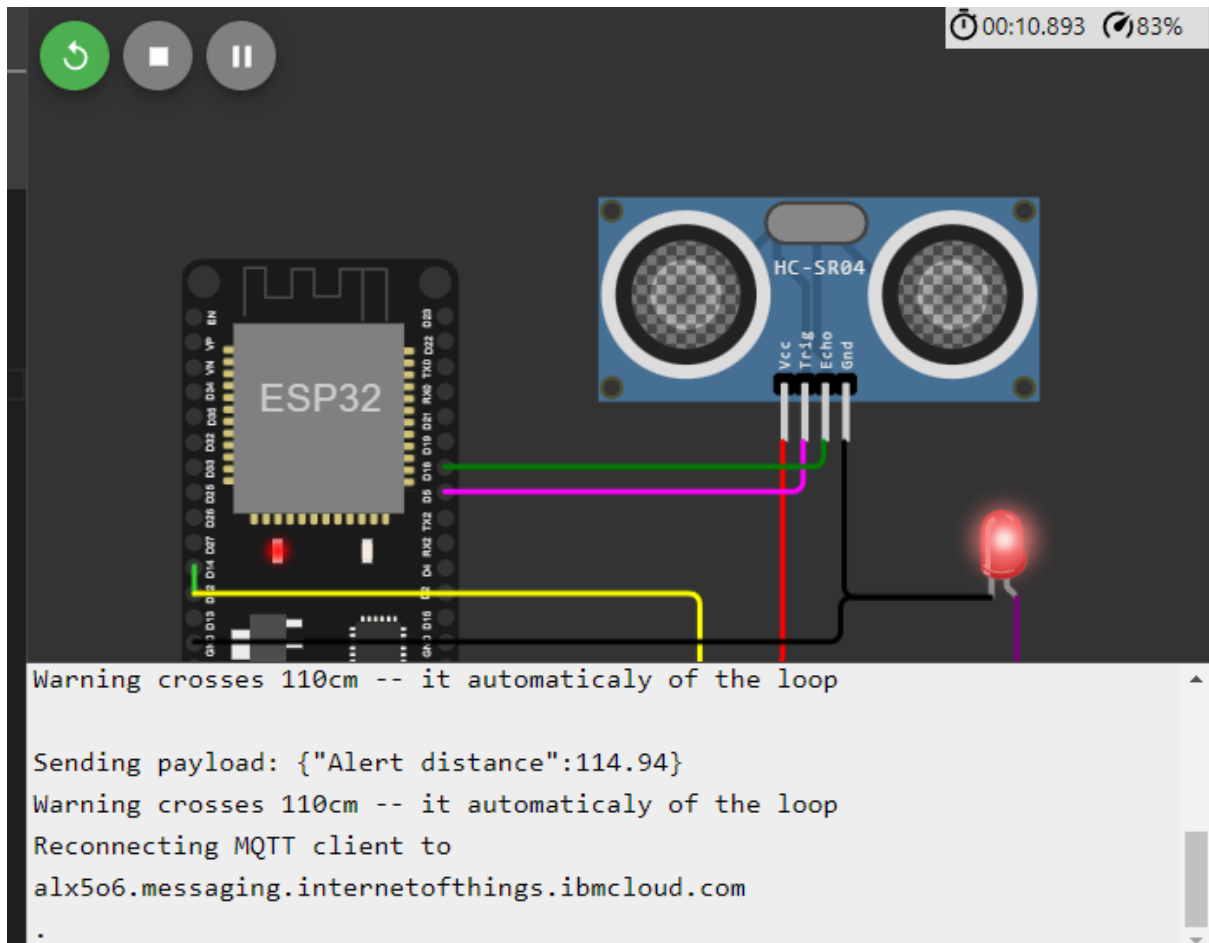 00:10.893 83%
HC-SR04
Vcc
Trig
Echo
Gnd
ESP32
EN
VP
VN
D34
D35
D32
D33
D25
D26
D27
D14
D13
D23
D22
TX0
RX0
D21
D19
D18
D5
TX2
RX2
D4
D2
D15
Warning crosses 110cm -- it automaticaly of the loop
Sending payload: {"Alert distance":114.94}
Warning crosses 110cm -- it automaticaly of the loop
Reconnecting MQTT client to
alx5o6.messaging.internetofthings.ibmcloud.com
.